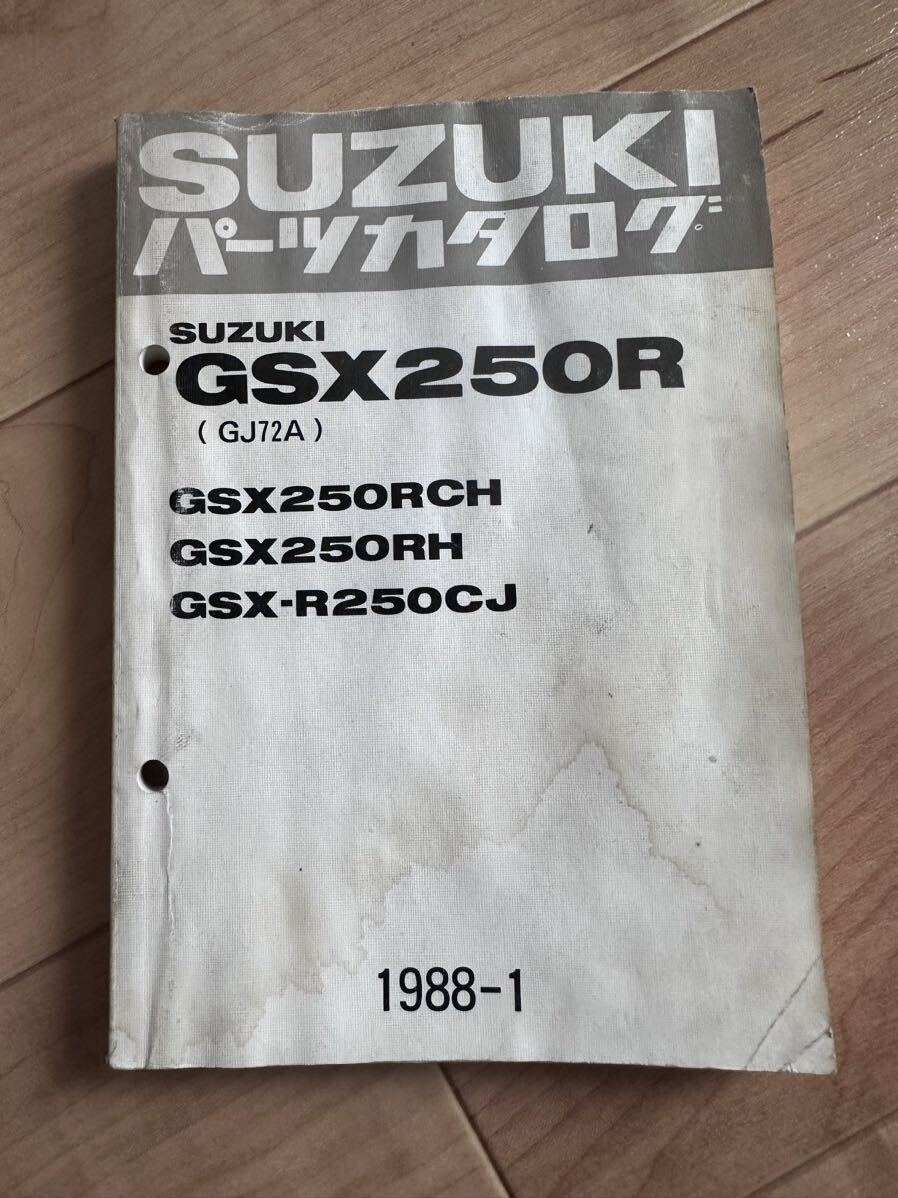 SUZUKI
パーツカタログ
SUZUKI
GSX250R
( GJ72A )
GSX250RCH
GSX250RH
GSX-R250CJ
1988-1